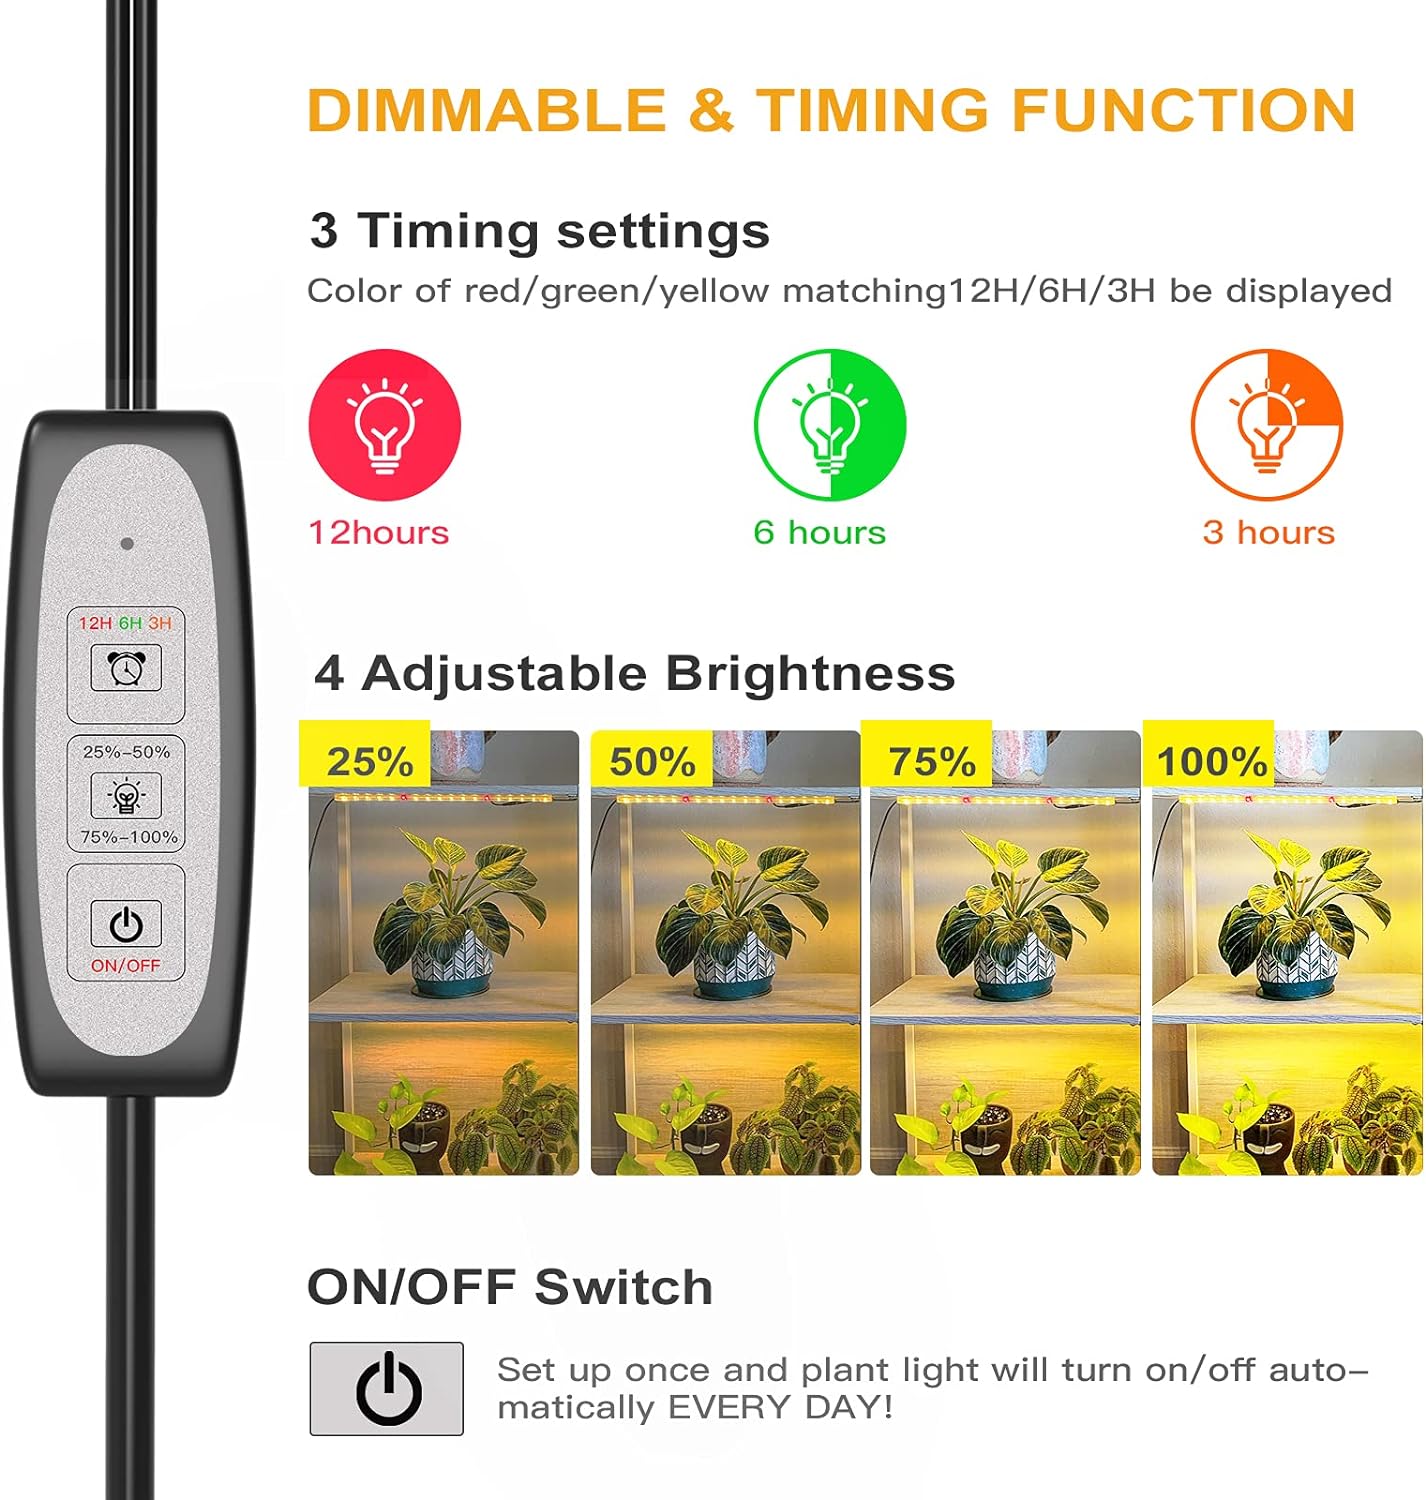 DIMMABLE & TIMING FUNCTION
3 Timing settings
Color of red/green/yellow matching12H/6H/3H be displayed
12hours
6 hours
3 hours
12H 6H 3H
25%-50%
75%-100%
ON/OFF
4 Adjustable Brightness
25%
50%
75%
100%
ON/OFF Switch
Set up once and plant light will turn on/off auto-
matically EVERY DAY!